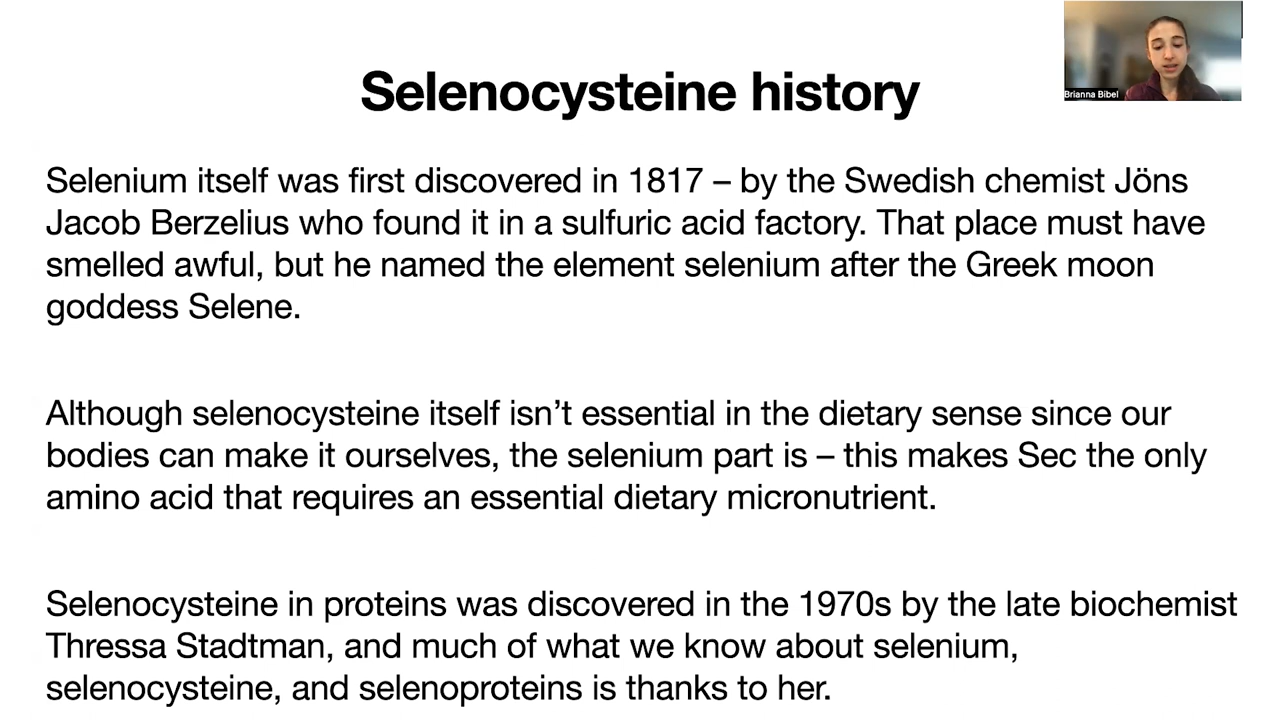 Brianna Bibel
Selenocysteine history
Selenium itself was first discovered in 1817 – by the Swedish chemist Jöns
Jacob Berzelius who found it in a sulfuric acid factory. That place must have
smelled awful, but he named the element selenium after the Greek moon
goddess Selene.
Although selenocysteine itself isn’t essential in the dietary sense since our
bodies can make it ourselves, the selenium part is – this makes Sec the only
amino acid that requires an essential dietary micronutrient.
Selenocysteine in proteins was discovered in the 1970s by the late biochemist
Thressa Stadtman, and much of what we know about selenium,
selenocysteine, and selenoproteins is thanks to her.